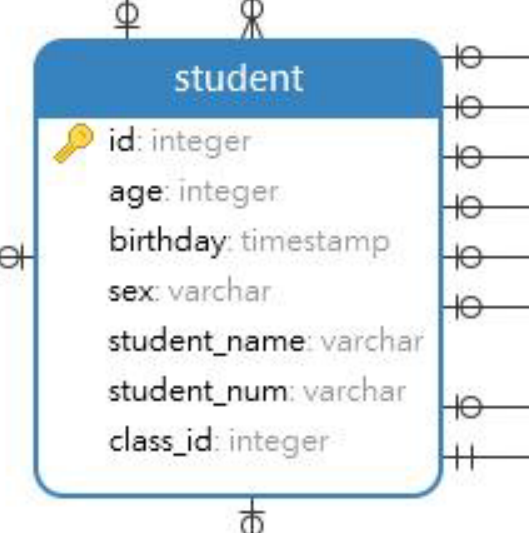 student
id: integer
age: integer
birthday: timestamp
sex: varchar
student_name: varchar
student_num: varchar
class_id: integer